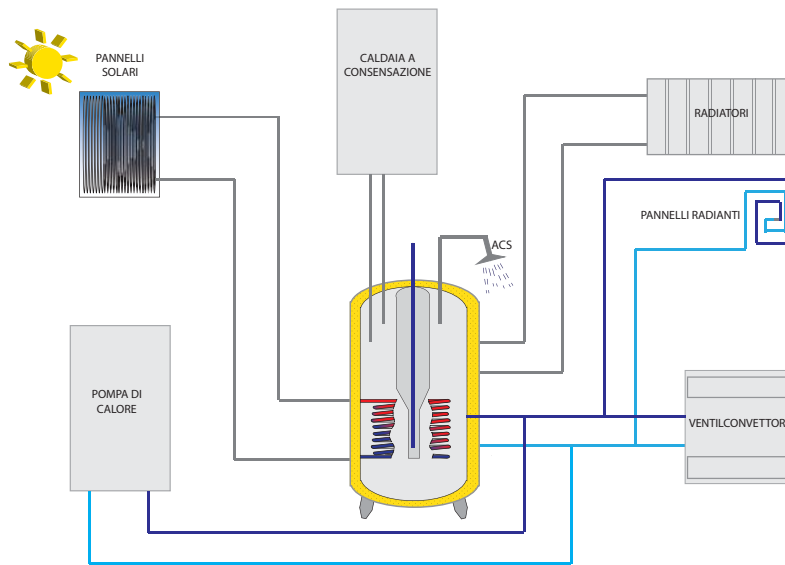 PANNELLI
SOLARI
CALDAIA A
CONSENSAZIONE
RADIATORI
PANNELLI RADIANTI
ACS
POMPA DI
CALORE
VENTILCONVETTOR